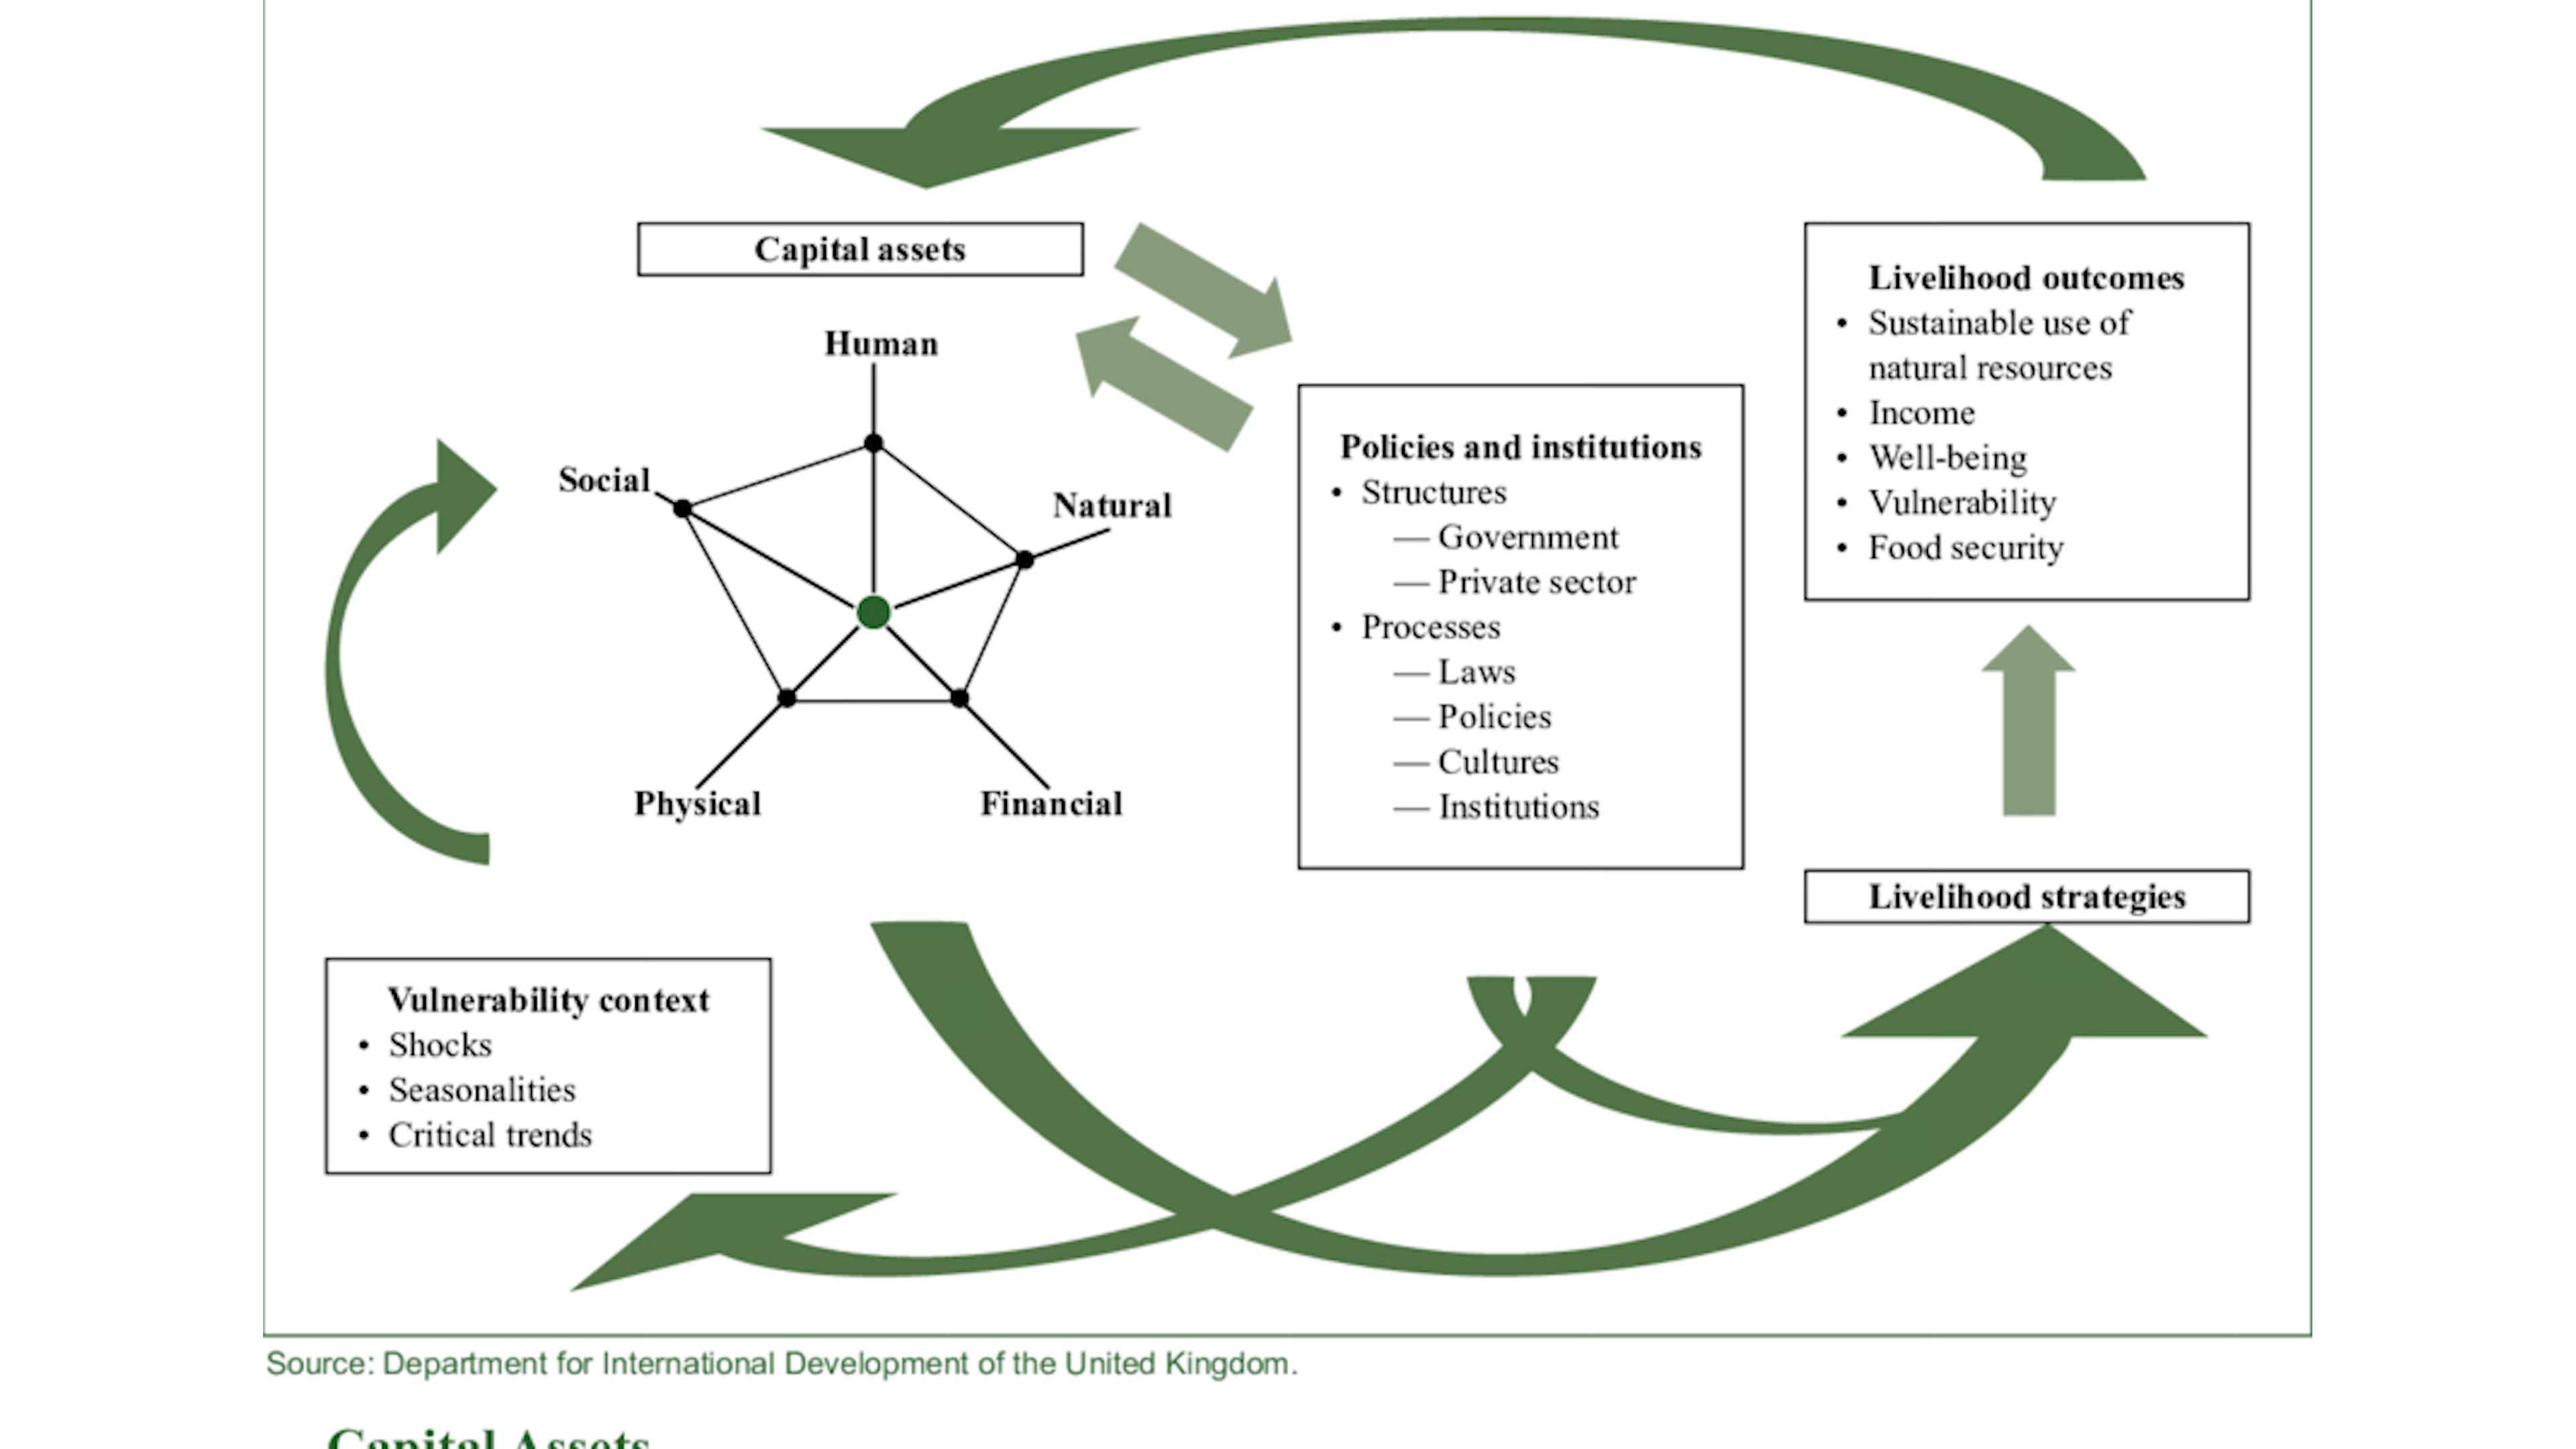 Capital assets
Human
Social
Natural
Physical
Financial
Policies and institutions
• Structures
— Government
— Private sector
• Processes
— Laws
— Policies
— Cultures
— Institutions
Livelihood outcomes
• Sustainable use of
natural resources
• Income
• Well-being
• Vulnerability
• Food security
Livelihood strategies
Vulnerability context
• Shocks
• Seasonalities
• Critical trends
Source: Department for International Development of the United Kingdom.
Capital Assets